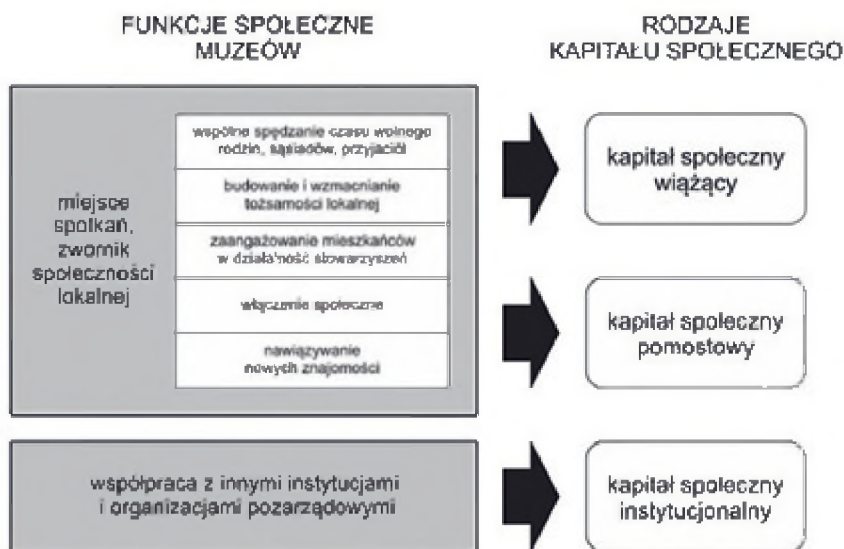 FUNKCJE SPOŁECZNE
MUZEÓW
RODZAJE
KAPITAŁU SPOŁECZNEGO
miejsce
spotkań,
zwornik
społeczności
lokalnej
wspólne spędzanie czasu wolnego
rodzin, sąsiadów, przyjaciół
budowanie i wzmacnianie
tożsamości lokalnej
zaangażowanie mieszkańców
w działalność stowarzyszeń
włączenie społeczne
nawiązywanie
nowych znajomości
kapitał społeczny
wiążący
kapitał społeczny
pomostowy
współpraca z innymi instytucjami
i organizacjami pozarządowymi
kapitał społeczny
instytucjonalny